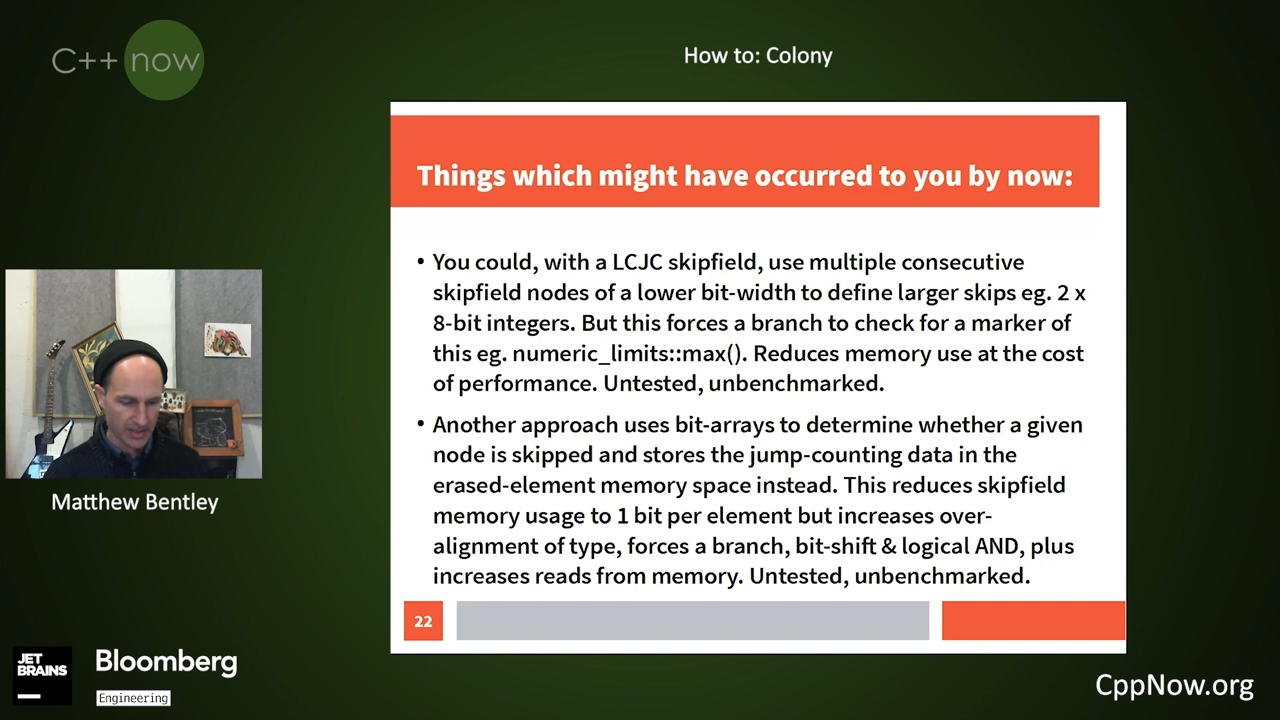 C++ now
How to: Colony
Things which might have occurred to you by now:
• You could, with a LCJC skipfield, use multiple consecutive
skipfield nodes of a lower bit-width to define larger skips eg. 2 x
8-bit integers. But this forces a branch to check for a marker of
this eg. numeric_limits::max(). Reduces memory use at the cost
of performance. Untested, unbenchmarked.
• Another approach uses bit-arrays to determine whether a given
node is skipped and stores the jump-counting data in the
erased-element memory space instead. This reduces skipfield
memory usage to 1 bit per element but increases over-
alignment of type, forces a branch, bit-shift & logical AND, plus
increases reads from memory. Untested, unbenchmarked.
22
Matthew Bentley
JET
BRAINS
Bloomberg
Engineering
CppNow.org